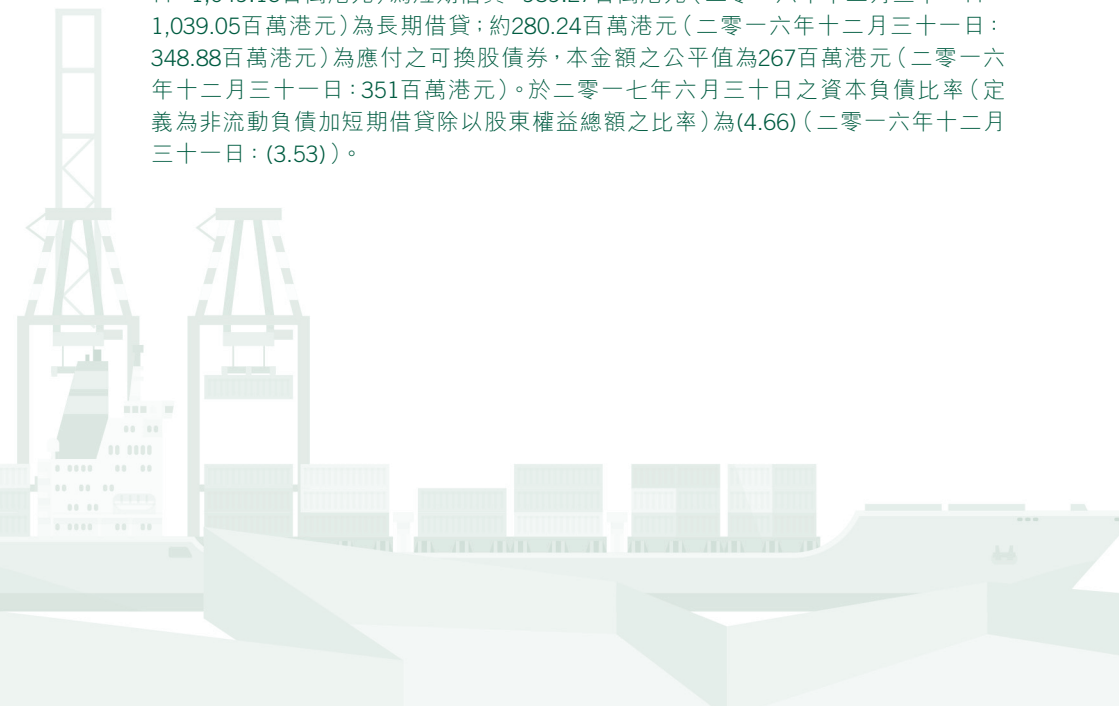 1,039.05百萬港元)為長期借貸;約280.24百萬港元(二零一六年十二月三十一日:
348.88百萬港元)為應付之可換股債券,本金額之公平值為267百萬港元(二零一六
年十二月三十一日:351百萬港元)。於二零一七年六月三十日之資本負債比率(定
義為非流動負債加短期借貸除以股東權益總額之比率)為(4.66)(二零一六年十二月
三十一日:(3.53))。